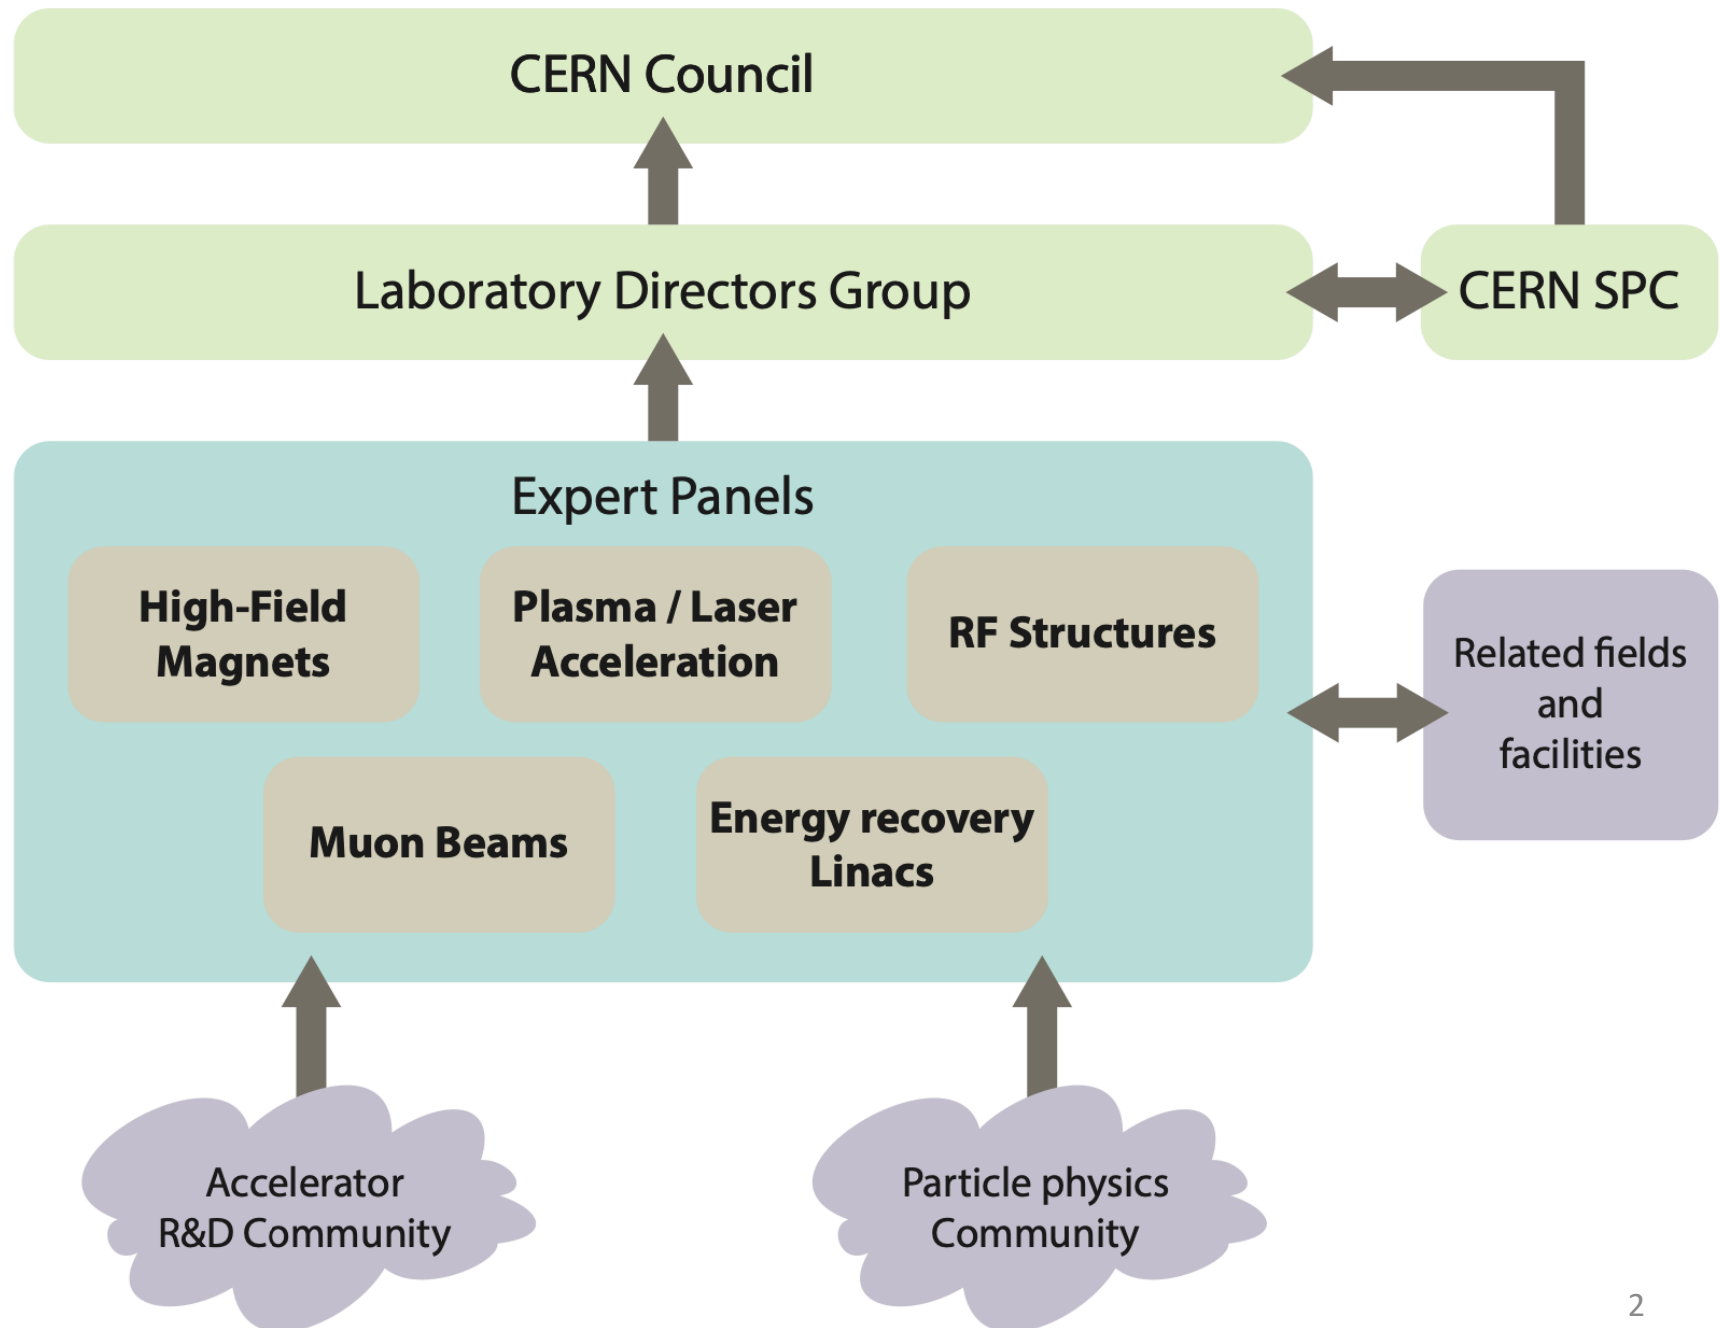 CERN Council
Laboratory Directors Group
CERN SPC
Expert Panels
High-Field
Magnets
Plasma / Laser
Acceleration
RF Structures
Muon Beams
Energy recovery
Linacs
Related fields
and
facilities
Accelerator
R&D Community
Particle physics
Community
2